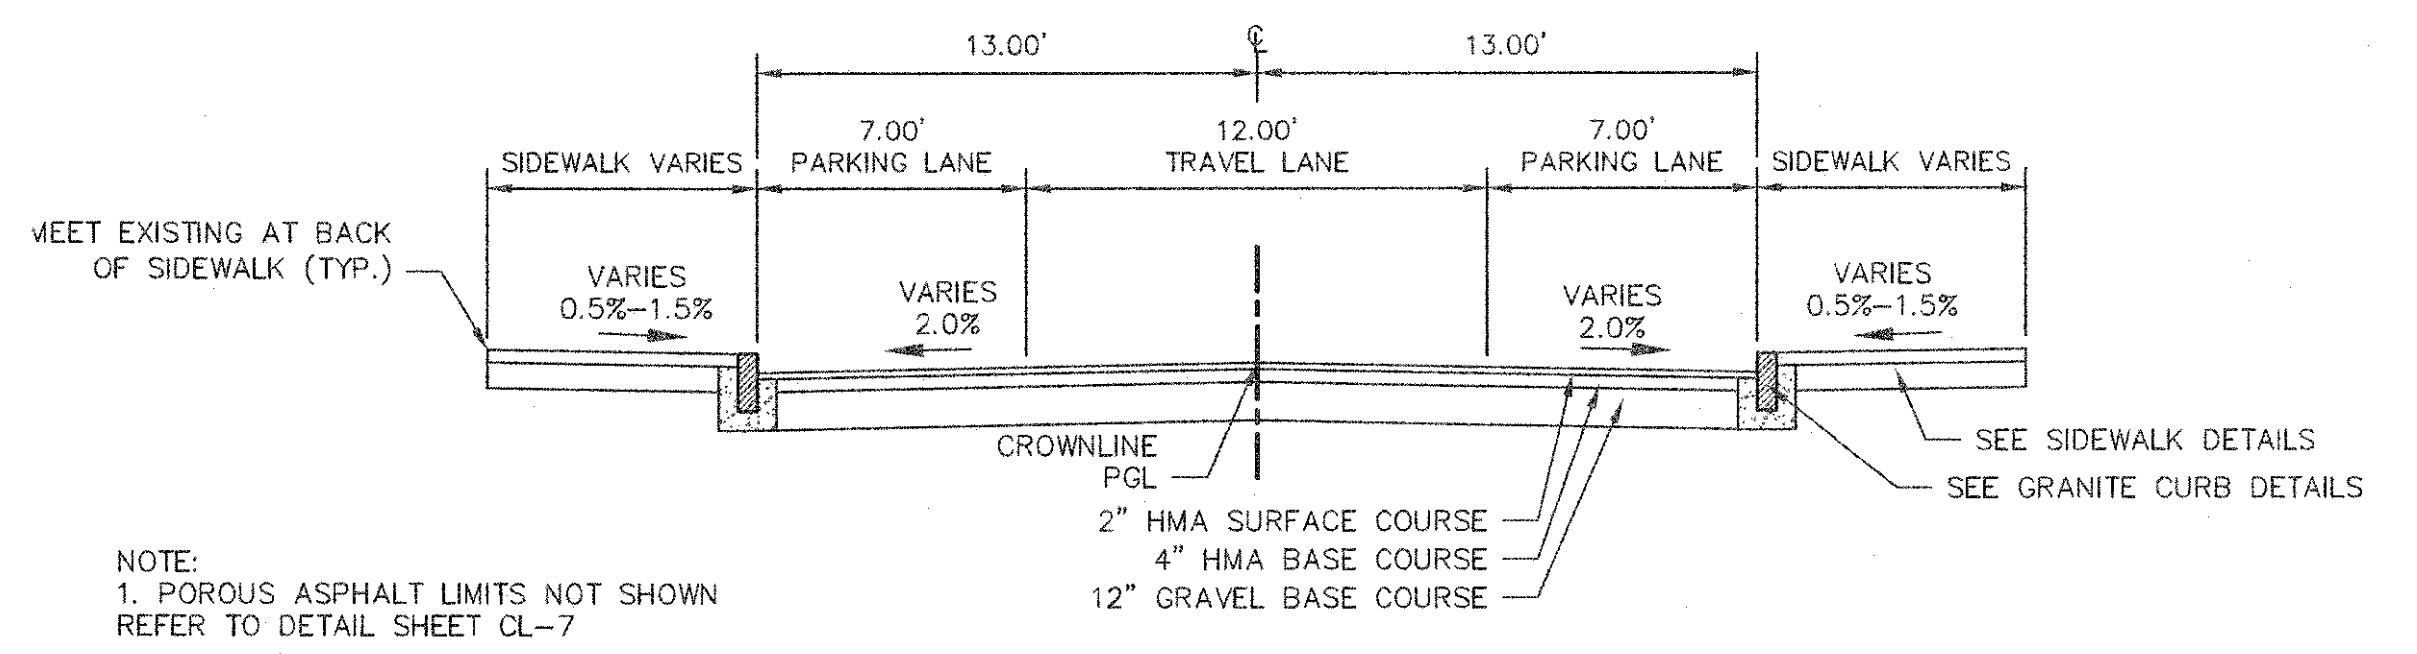 13.00'
℄
13.00'
7.00'
12.00'
7.00'
SIDEWALK VARIES
PARKING LANE
TRAVEL LANE
PARKING LANE
SIDEWALK VARIES
MEET EXISTING AT BACK
OF SIDEWALK (TYP.)
VARIES
0.5%-1.5%
VARIES
2.0%
VARIES
2.0%
VARIES
0.5%-1.5%
CROWNLINE
PGL
SEE SIDEWALK DETAILS
SEE GRANITE CURB DETAILS
2" HMA SURFACE COURSE
4" HMA BASE COURSE
12" GRAVEL BASE COURSE
NOTE:
1. POROUS ASPHALT LIMITS NOT SHOWN
REFER TO DETAIL SHEET CL-7